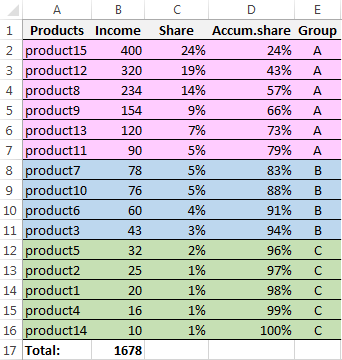 A B C D E
1 Products Income Share Accum.share Group
2 product15 400 24% 24% A
3 product12 320 19% 43% A
4 product8 234 14% 57% A
5 product9 154 9% 66% A
6 product13 120 7% 73% A
7 product11 90 5% 79% A
8 product7 78 5% 83% B
9 product10 76 5% 88% B
10 product6 60 4% 91% B
11 product3 43 3% 94% B
12 product5 32 2% 96% C
13 product2 25 1% 97% C
14 product1 20 1% 98% C
15 product4 16 1% 99% C
16 product14 10 1% 100% C
17 Total: 1678